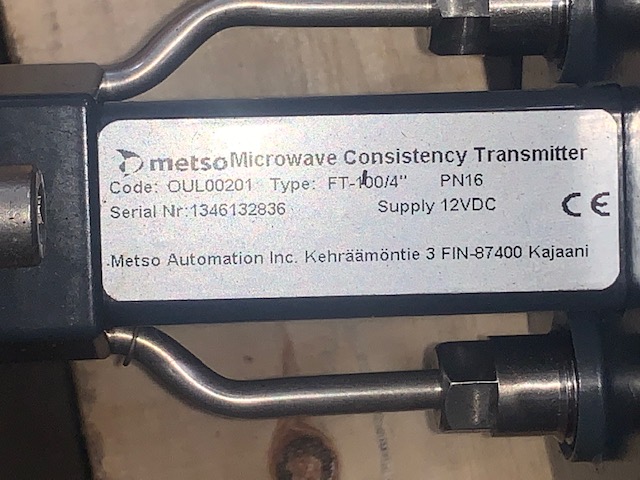 metso Microwave Consistency Transmitter
Code: OUL00201 Type: FT-100/4" PN16
Serial Nr:1346132836 Supply 12VDC CE
Metso Automation Inc. Kehräämöntie 3 FIN-87400 Kajaani